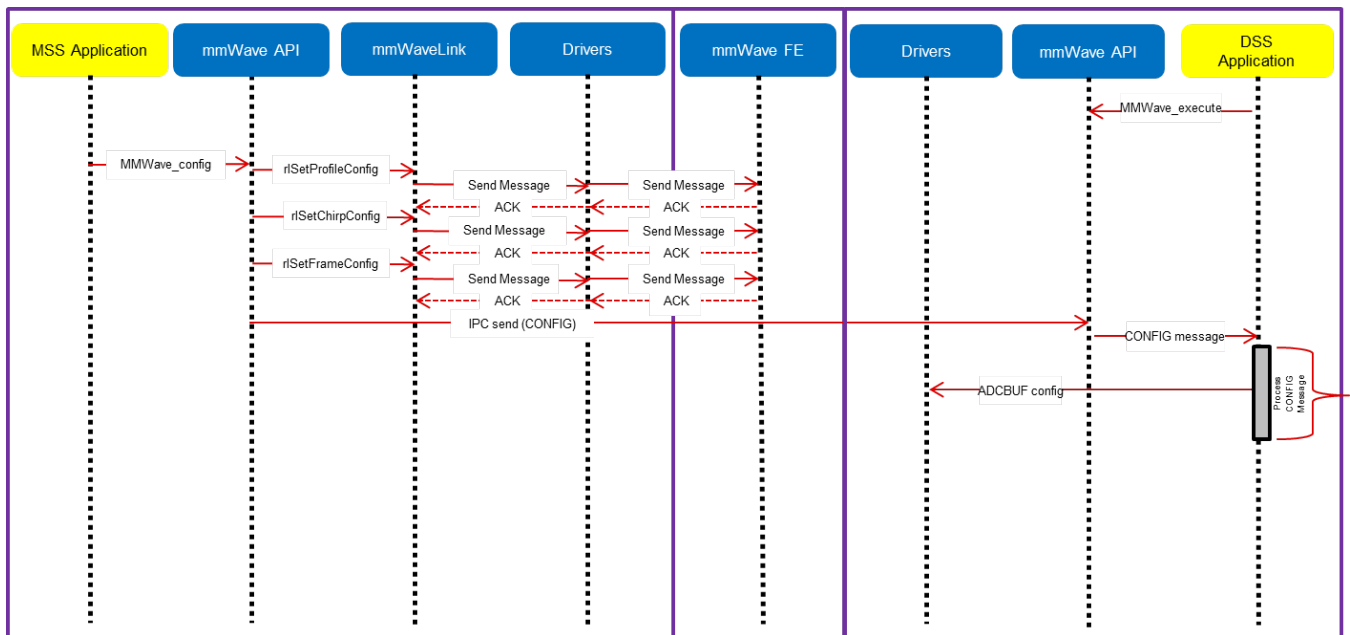 MSS Application
mmWave API
mmWaveLink
Drivers
mmWave FE
Drivers
mmWave API
DSS
Application
MMWave_execute
MMWave_config
rlSetProfileConfig
Send Message
Send Message
ACK
ACK
rlSetChirpConfig
Send Message
Send Message
ACK
ACK
rlSetFrameConfig
Send Message
Send Message
ACK
ACK
IPC send (CONFIG)
CONFIG message
ADCBUF config
Process
CONFIG
Message